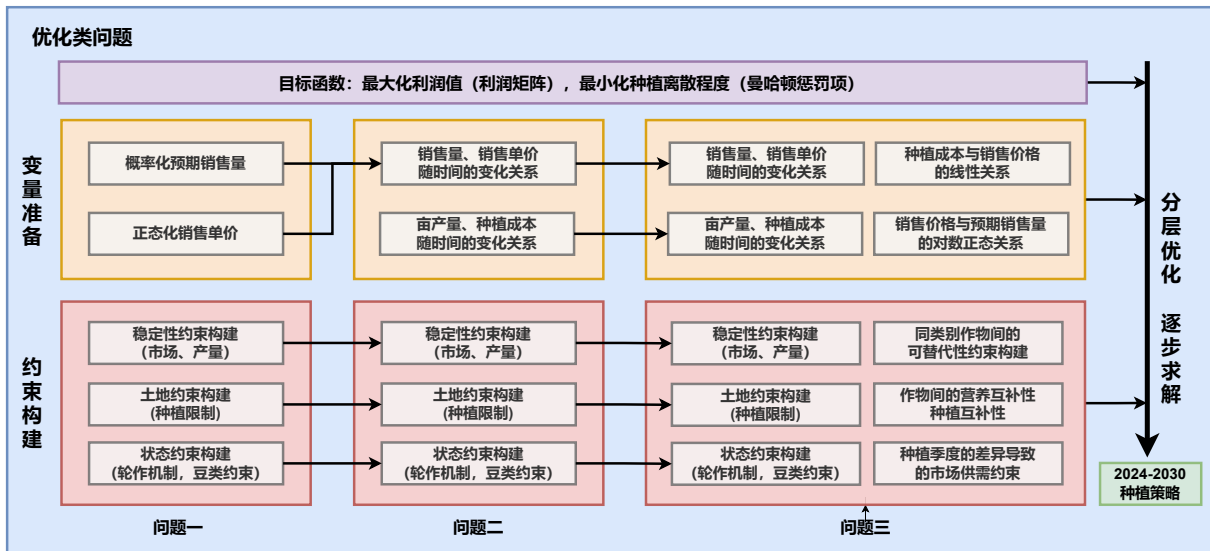 优化类问题
目标函数：最大化利润值（利润矩阵），最小化种植离散程度（曼哈顿惩罚项）
变量准备
概率化预期销售量
正态化销售单价
销售量、销售单价
随时间的变化关系
亩产量、种植成本
随时间的变化关系
销售量、销售单价
随时间的变化关系
种植成本与销售价格
的线性关系
亩产量、种植成本
随时间的变化关系
销售价格与预期销售量
的对数正态关系
约束构建
稳定性约束构建
(市场、产量)
土地约束构建
(种植限制)
状态约束构建
(轮作机制，豆类约束)
稳定性约束构建
(市场、产量)
土地约束构建
(种植限制)
状态约束构建
(轮作机制，豆类约束)
稳定性约束构建
(市场、产量)
同类别作物间的
可替代性约束构建
土地约束构建
(种植限制)
作物间的营养互补性
种植互补性
状态约束构建
(轮作机制，豆类约束)
种植季度的差异导致
的市场供需约束
问题一
问题二
问题三
分层优化 逐步求解
2024-2030
种植策略